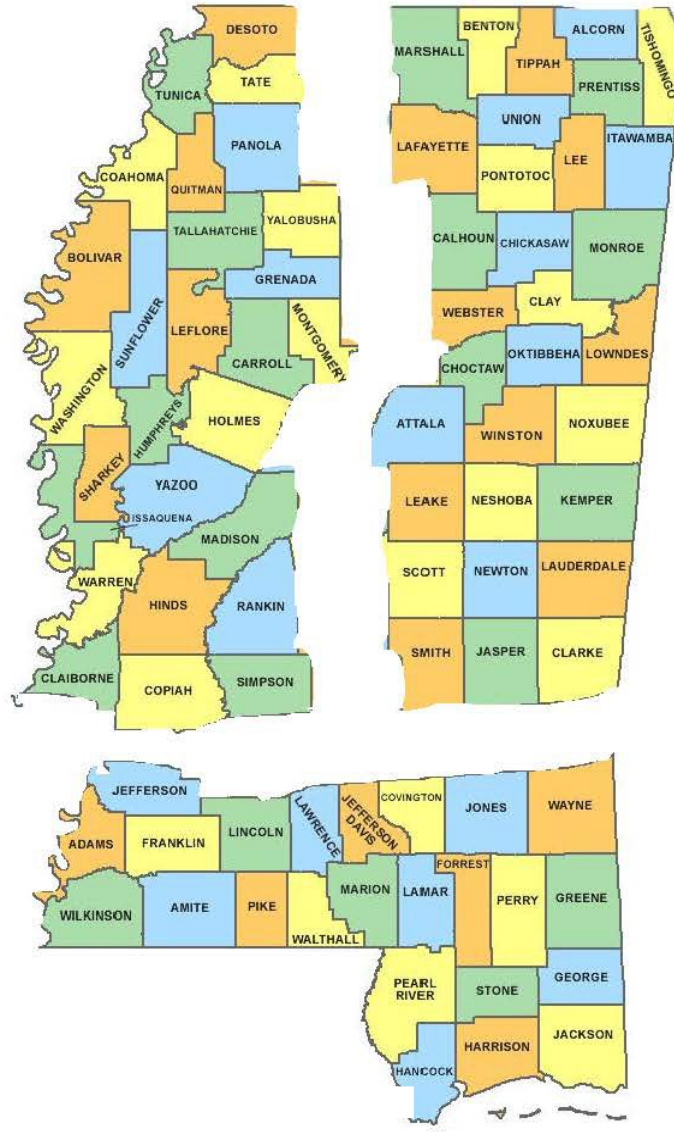 DESOTO
TUNICA
TATE
PANOLA
COAHOMA
QUITMAN
TALLAHATCHIE
YALOBUSHA
BOLIVAR
SUNFLOWER
GRENADA
LEFLORE
MONTGOMERY
CARROLL
WASHINGTON
HUMPHREYS
HOLMES
SHARKEY
YAZOO
ISSAQUENA
MADISON
WARREN
HINDS
RANKIN
CLAIBORNE
COPIAH
SIMPSON
MARSHALL
BENTON
TIPPAH
ALCORN
TISHOMINGO
PRENTISS
UNION
LAFAYETTE
PONTOTOC
LEE
ITAWAMBA
CALHOUN
CHICKASAW
MONROE
WEBSTER
CLAY
CHOCTAW
OKTIBBEHA
LOWNDES
ATTALA
WINSTON
NOXUBEE
LEAKE
NESHOBA
KEMPER
SCOTT
NEWTON
LAUDERDALE
SMITH
JASPER
CLARKE
JEFFERSON
ADAMS
FRANKLIN
LINCOLN
LAWRENCE
JEFFERSON
DAVIS
COVINGTON
JONES
WAYNE
WILKINSON
AMITE
PIKE
WALTHALL
MARION
LAMAR
FORREST
PERRY
GREENE
PEARL
RIVER
STONE
GEORGE
HANCOCK
HARRISON
JACKSON